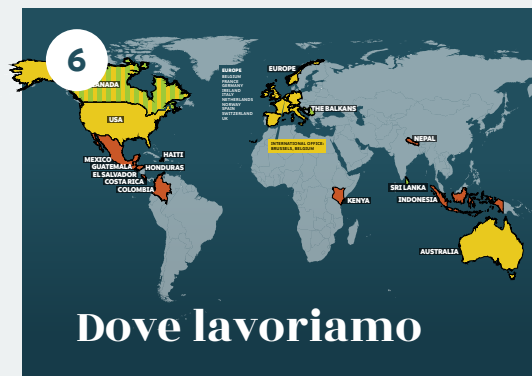 6
CANADA
USA
MEXICO
GUATEMALA
EL SALVADOR
COSTA RICA
COLOMBIA
HAITI
HONDURAS
EUROPE
BELGIUM
FRANCE
GERMANY
IRELAND
ITALY
NETHERLANDS
NORWAY
SPAIN
SWITZERLAND
UK
EUROPE
THE BALKANS
INTERNATIONAL OFFICE:
BRUSSELS, BELGIUM
NEPAL
SRI LANKA
INDONESIA
KENYA
AUSTRALIA
Dove lavoriamo